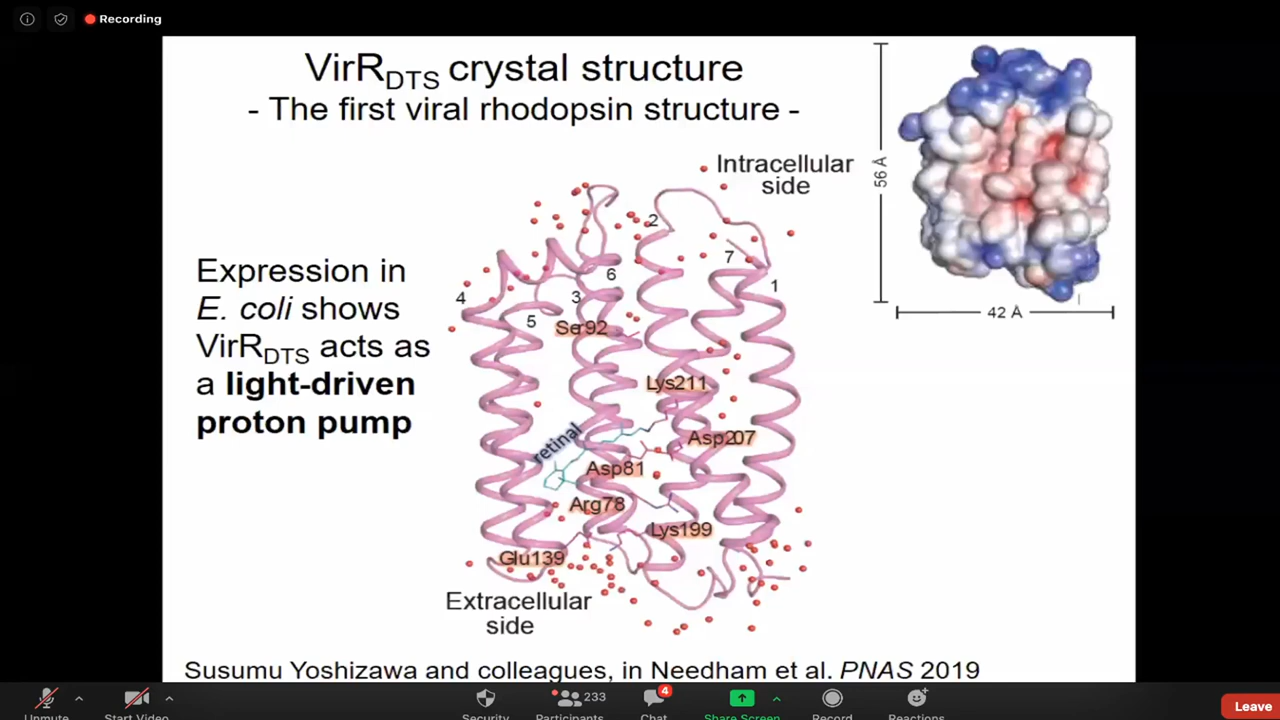 Recording
VirRDTS crystal structure
- The first viral rhodopsin structure -
56 Å
42 Å
Intracellular
side
Expression in
E. coli shows
VirRDTS acts as
a light-driven
proton pump
2
7
6
1
4
3
5
Ser92
Lys211
retinal
Asp207
Asp81
Arg78
Lys199
Glu139
Extracellular
side
Susumu Yoshizawa and colleagues, in Needham et al. PNAS 2019
4
233
Unmute
Start Video
Security
Participants
Chat
Share Screen
Record
Reactions
Leave